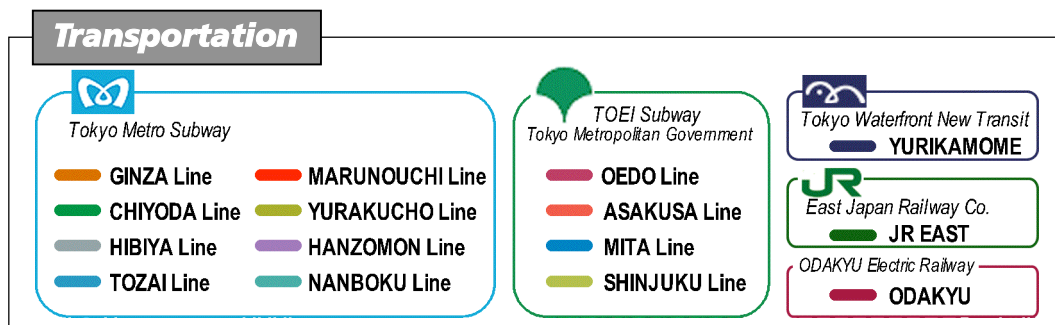 Transportation
Tokyo Metro Subway
GINZA Line
MARUNOUCHI Line
CHIYODA Line
YURAKUCHO Line
HIBIYA Line
HANZOMON Line
TOZAI Line
NANBOKU Line
TOEI Subway
Tokyo Metropolitan Government
OEDO Line
ASAKUSA Line
MITA Line
SHINJUKU Line
Tokyo Waterfront New Transit
YURIKAMOME
JR
East Japan Railway Co.
JR EAST
ODAKYU Electric Railway
ODAKYU